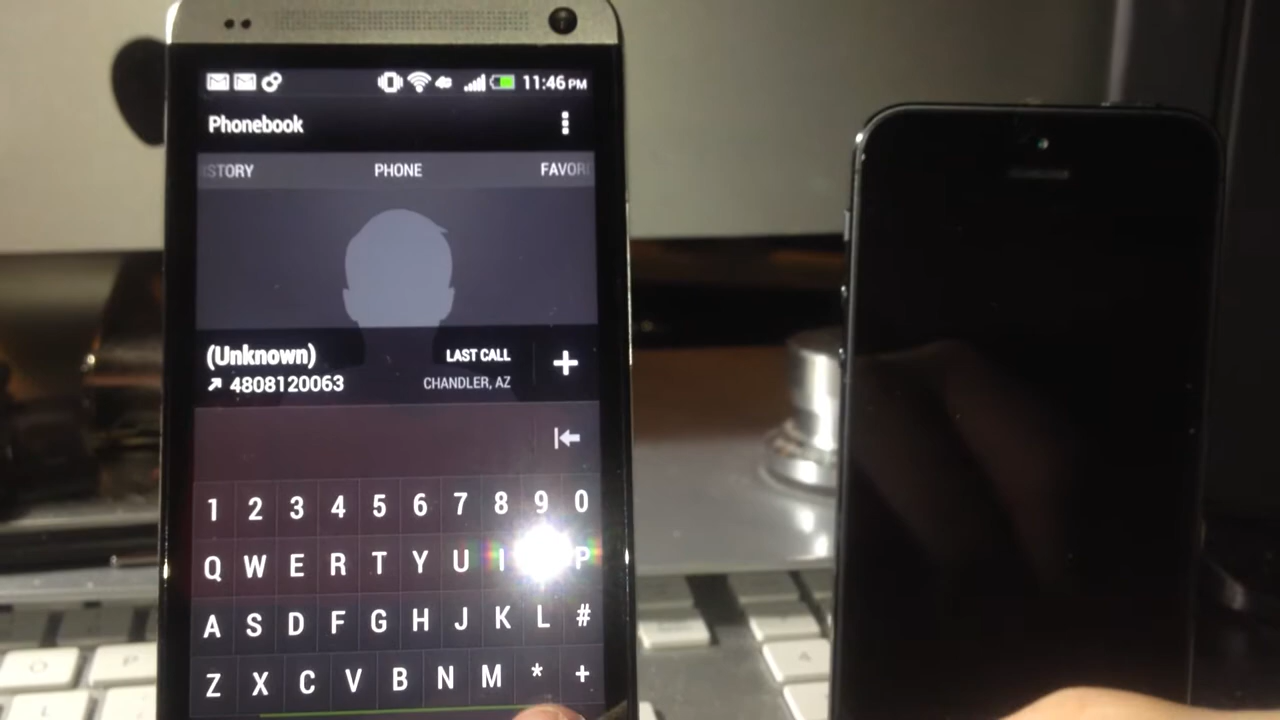 11:46 PM
Phonebook
STORY PHONE FAVORI
(Unknown) LAST CALL +
4808120063 CHANDLER, AZ
1 2 3 4 5 6 7 8 9 0
Q W E R T Y U I P
A S D F G H J K L #
Z X C V B N M * +
O P